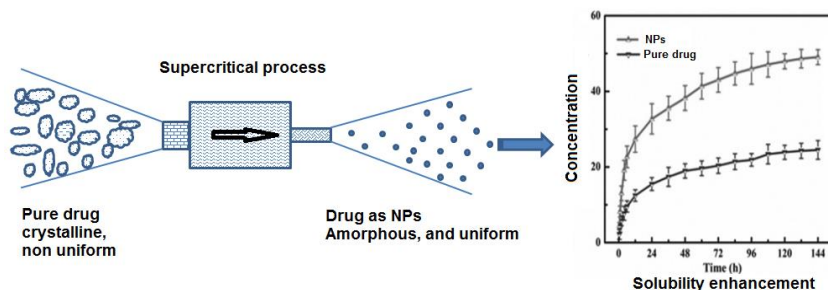 Supercritical process
Pure drug
crystalline,
non uniform
Drug as NPs
Amorphous, and uniform
60
40
20
0
Concentration
NPs
Pure drug
0
24
48
72
96
120
144
Time (h)
Solubility enhancement